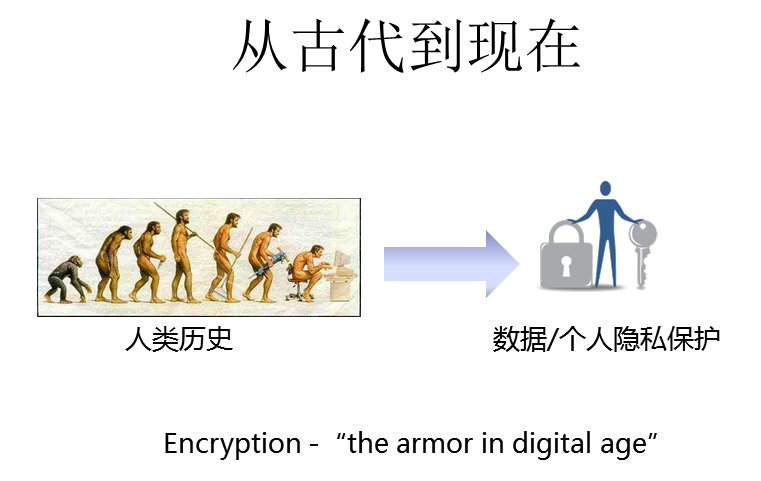 从古代到现在
人类历史
数据/个人隐私保护
Encryption -“the armor in digital age”